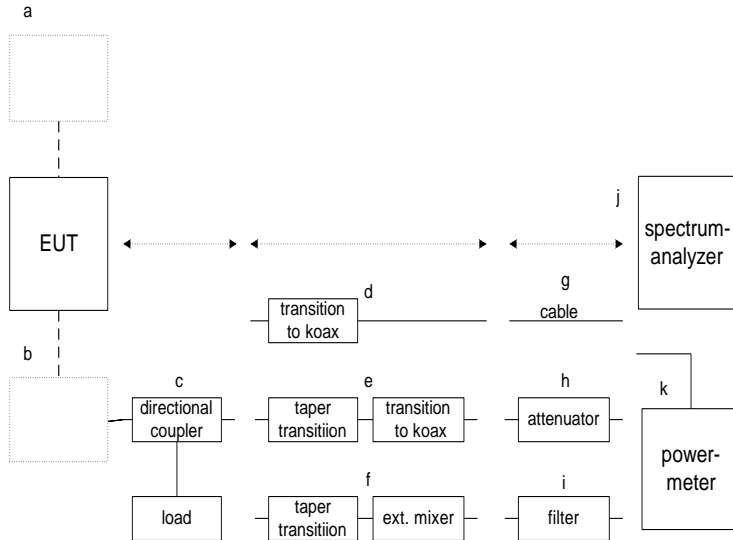 a
EUT
j
spectrum-
analyzer
d
transition
to koax
g
cable
b
c
directional
coupler
e
taper
transitiion
transition
to koax
h
attenuator
k
power-
meter
load
f
taper
transitiion
ext. mixer
i
filter